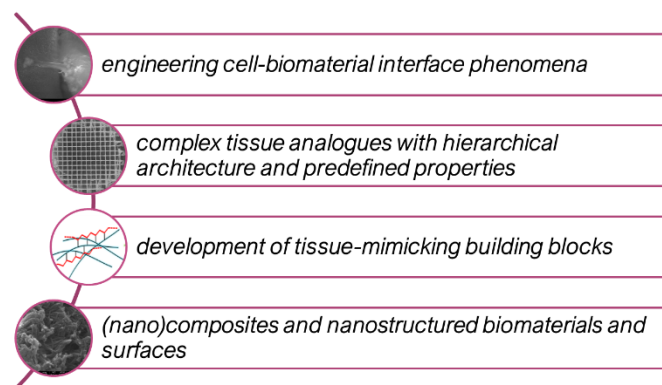 engineering cell-biomaterial interface phenomena
complex tissue analogues with hierarchical
architecture and predefined properties
development of tissue-mimicking building blocks
(nano)composites and nanostructured biomaterials and
surfaces